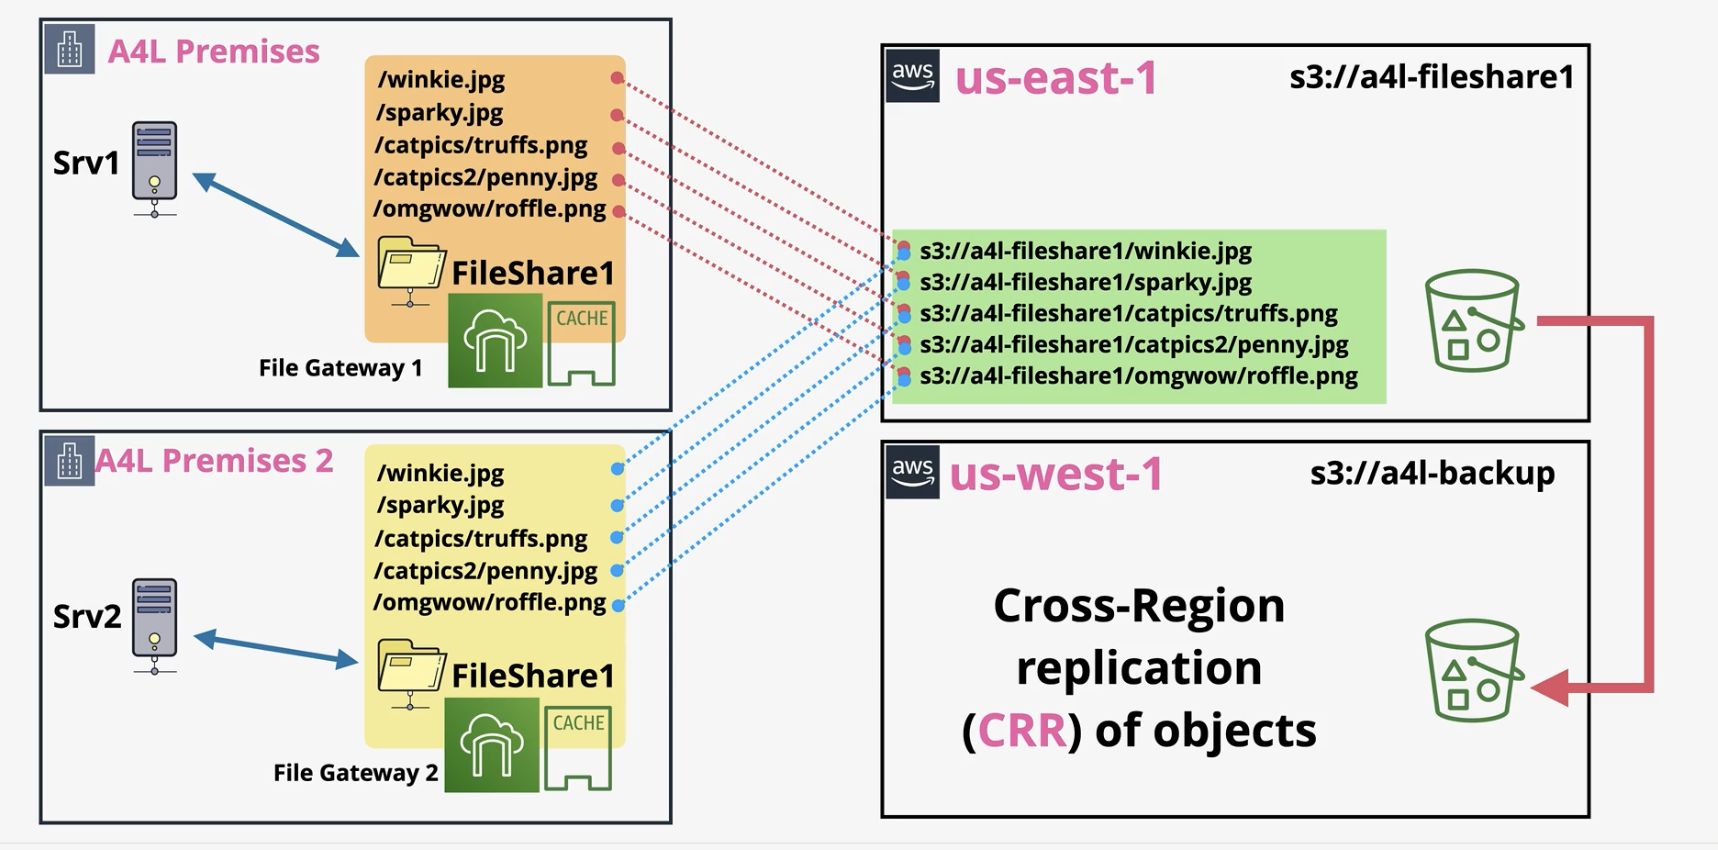 A4L Premises
/winkie.jpg
/sparky.jpg
/catpics/truffs.png
/catpics2/penny.jpg
/omgwow/roffle.png
Srv1
FileShare1
CACHE
File Gateway 1
A4L Premises 2
/winkie.jpg
/sparky.jpg
/catpics/truffs.png
/catpics2/penny.jpg
/omgwow/roffle.png
Srv2
FileShare1
CACHE
File Gateway 2
aws
us-east-1
s3://a4l-fileshare1
s3://a4l-fileshare1/winkie.jpg
s3://a4l-fileshare1/sparky.jpg
s3://a4l-fileshare1/catpics/truffs.png
s3://a4l-fileshare1/catpics2/penny.jpg
s3://a4l-fileshare1/omgwow/roffle.png
aws
us-west-1
s3://a4l-backup
Cross-Region
replication
(CRR) of objects